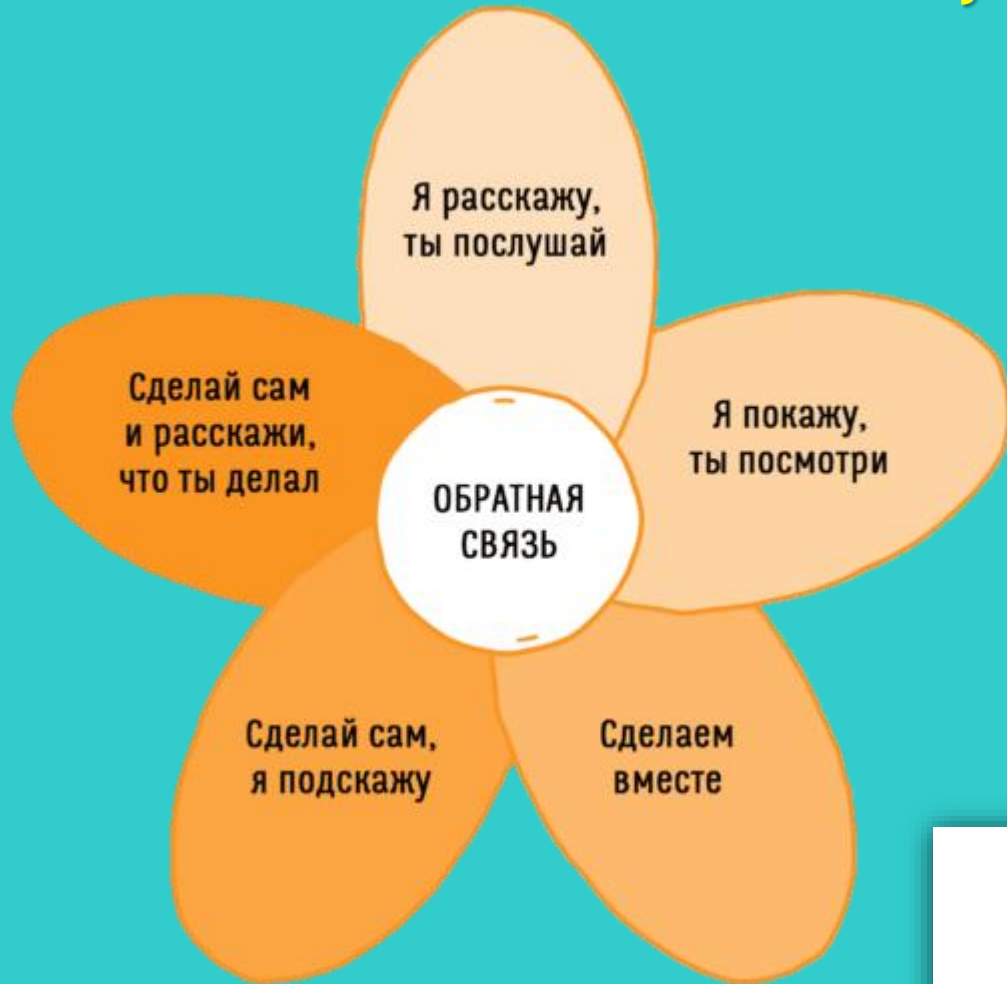 Я расскажу,
ты послушай
Я покажу,
ты посмотри
Сделаем
вместе
Сделай сам,
я подскажу
Сделай сам
и расскажи,
что ты делал
ОБРАТНАЯ
СВЯЗЬ